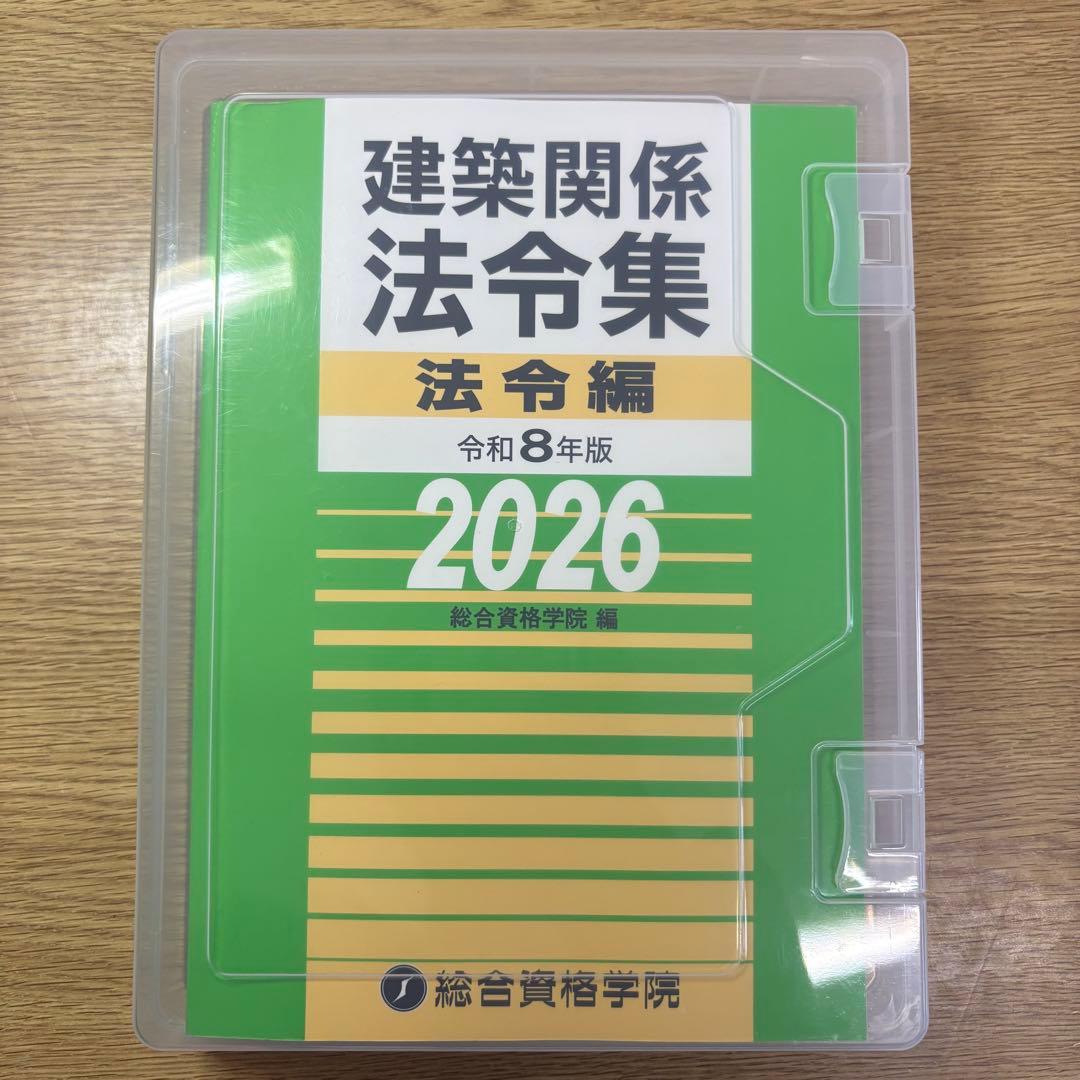 建築関係
法令集
法令編
令和8年版
2026
総合資格学院 編
総合資格学院